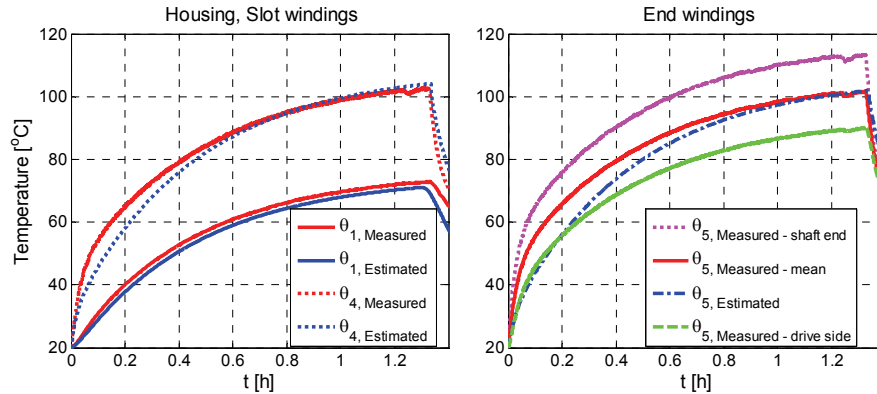 Housing, Slot windings
End windings
Temperature [°C]
120
100
80
60
40
20
0
0.2
0.4
0.6
0.8
1
1.2
t [h]
θ1, Measured
θ1, Estimated
θ4, Measured
θ4, Estimated
120
100
80
60
40
20
0
0.2
0.4
0.6
0.8
1
1.2
t [h]
θ5, Measured - shaft end
θ5, Measured - mean
θ5, Estimated
θ5, Measured - drive side